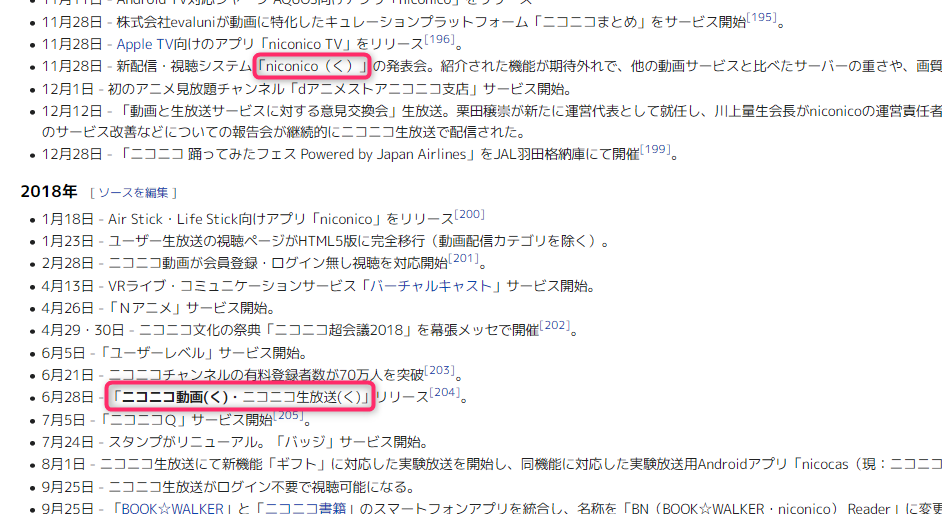 11月11日 - Android TV対応シャープAQUOS向けアプリ「niconico」をリリース
11月28日 - 株式会社evaluniが動画に特化したキュレーションプラットフォーム「ニコニコまとめ」をサービス開始[195]。
11月28日 - Apple TV向けのアプリ「niconico TV」をリリース[196]。
11月28日 - 新配信・視聴システム「niconico（く）」の発表会。紹介された機能が期待外れで、他の動画サービスと比べたサーバーの重さや、画質
12月1日 - 初のアニメ見放題チャンネル「dアニメストアニコニコ支店」サービス開始。
12月12日 - 「動画と生放送サービスに対する意見交換会」生放送。栗田穣崇が新たに運営代表として就任し、川上量生会長がniconicoの運営責任者
のサービス改善などについての報告会が継続的にニコニコ生放送で配信された。
12月28日 - 「ニコニコ 踊ってみたフェス Powered by Japan Airlines」をJAL羽田格納庫にて開催[199]。
2018年 [ ソースを編集 ]
1月18日 - Air Stick・Life Stick向けアプリ「niconico」をリリース[200]
1月23日 - ユーザー生放送の視聴ページがHTML5版に完全移行（動画配信カテゴリを除く）。
2月28日 - ニコニコ動画が会員登録・ログイン無し視聴を対応開始[201]。
4月13日 - VRライブ・コミュニケーションサービス「バーチャルキャスト」サービス開始。
4月26日 - 「Ｎアニメ」サービス開始。
4月29・30日 - ニコニコ文化の祭典「ニコニコ超会議2018」を幕張メッセで開催[202]。
6月5日 -「ユーザーレベル」サービス開始。
6月21日 - ニコニコチャンネルの有料登録者数が70万人を突破[203]。
6月28日 - 「ニコニコ動画(く)・ニコニコ生放送(く)」リリース[204]。
7月5日 -「ニコニコＱ」サービス開始[205]。
7月24日 - スタンプがリニューアル。「バッジ」サービス開始。
8月1日 - ニコニコ生放送にて新機能「ギフト」に対応した実験放送を開始し、同機能に対応した実験放送用Androidアプリ「nicocas（現：ニコニコ
9月25日 - ニコニコ生放送がログイン不要で視聴可能になる。
9月25日 - 「BOOK☆WALKER」と「ニコニコ書籍」のスマートフォンアプリを統合し、名称を「BN（BOOK☆WALKER・niconico） Reader」に変更